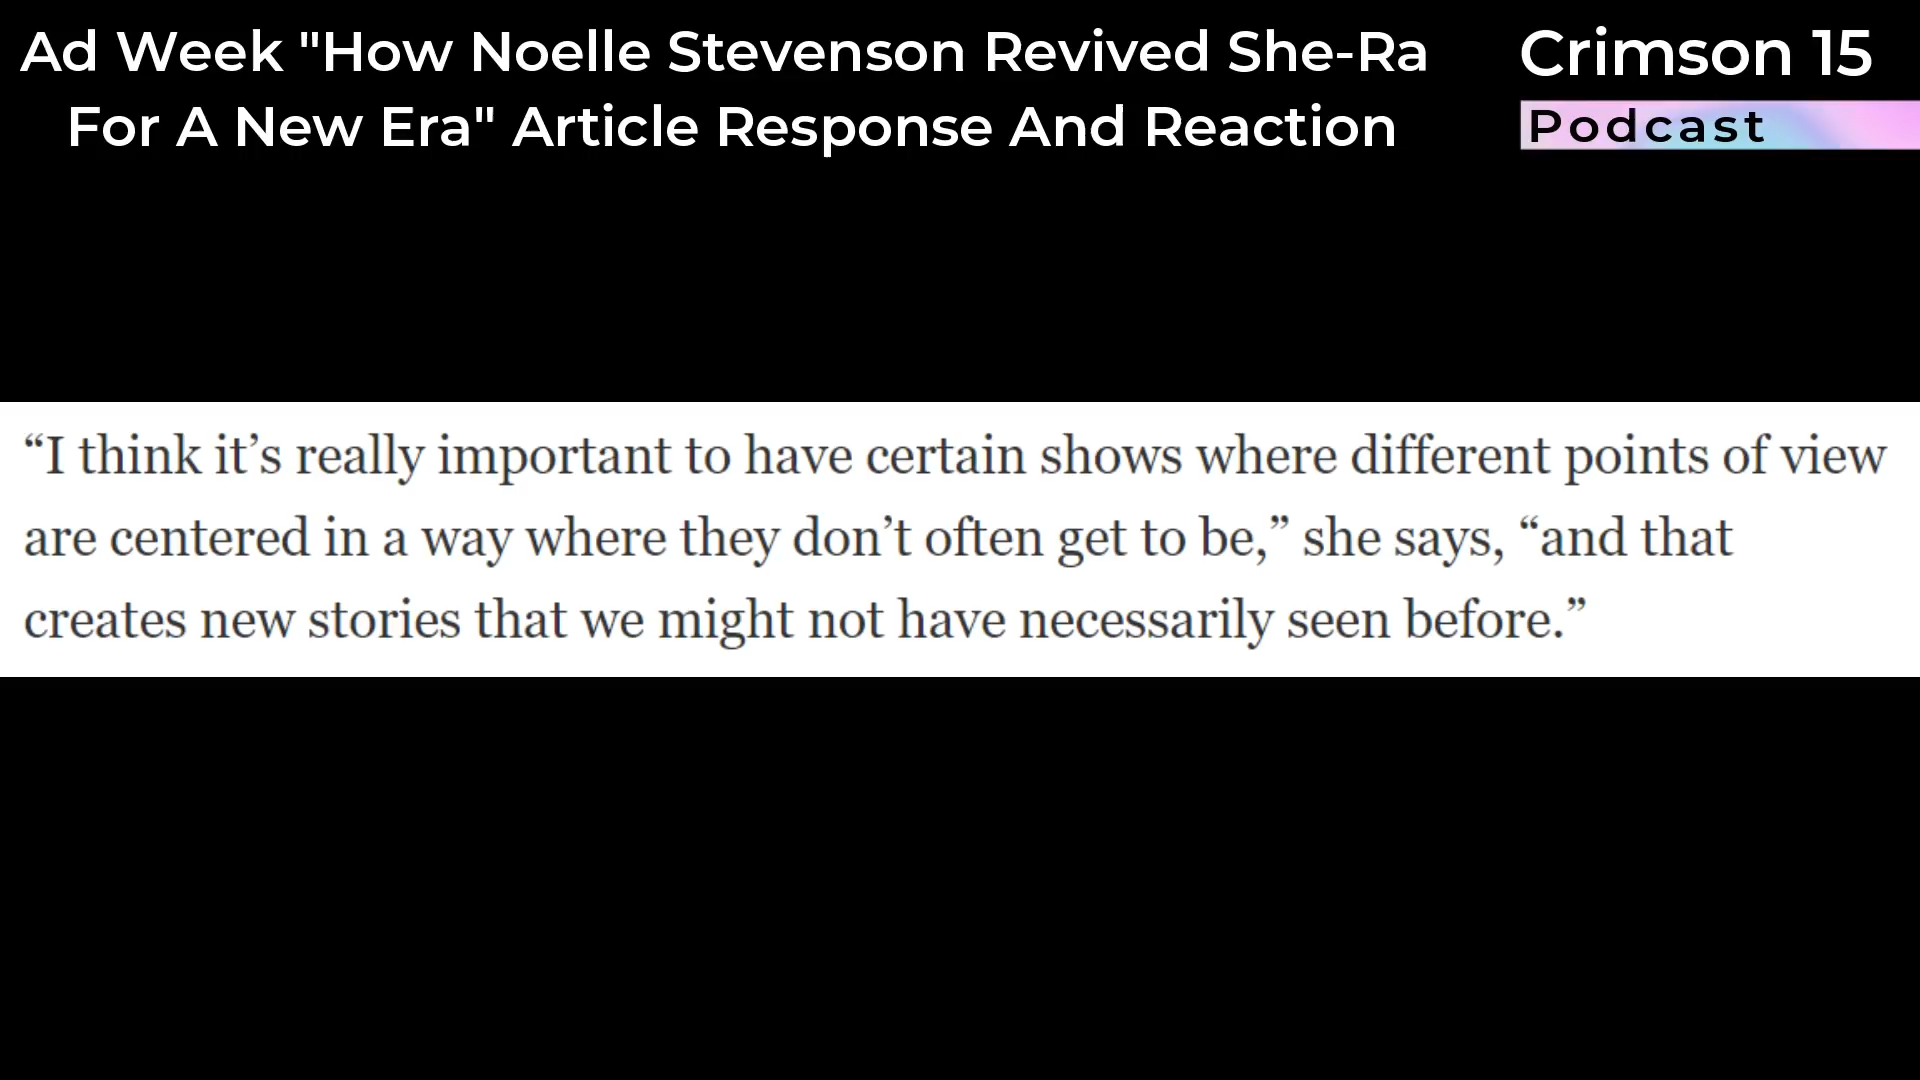 Ad Week "How Noelle Stevenson Revived She-Ra
For A New Era" Article Response And Reaction
Crimson 15
Podcast
“I think it’s really important to have certain shows where different points of view
are centered in a way where they don’t often get to be,” she says, “and that
creates new stories that we might not have necessarily seen before.”